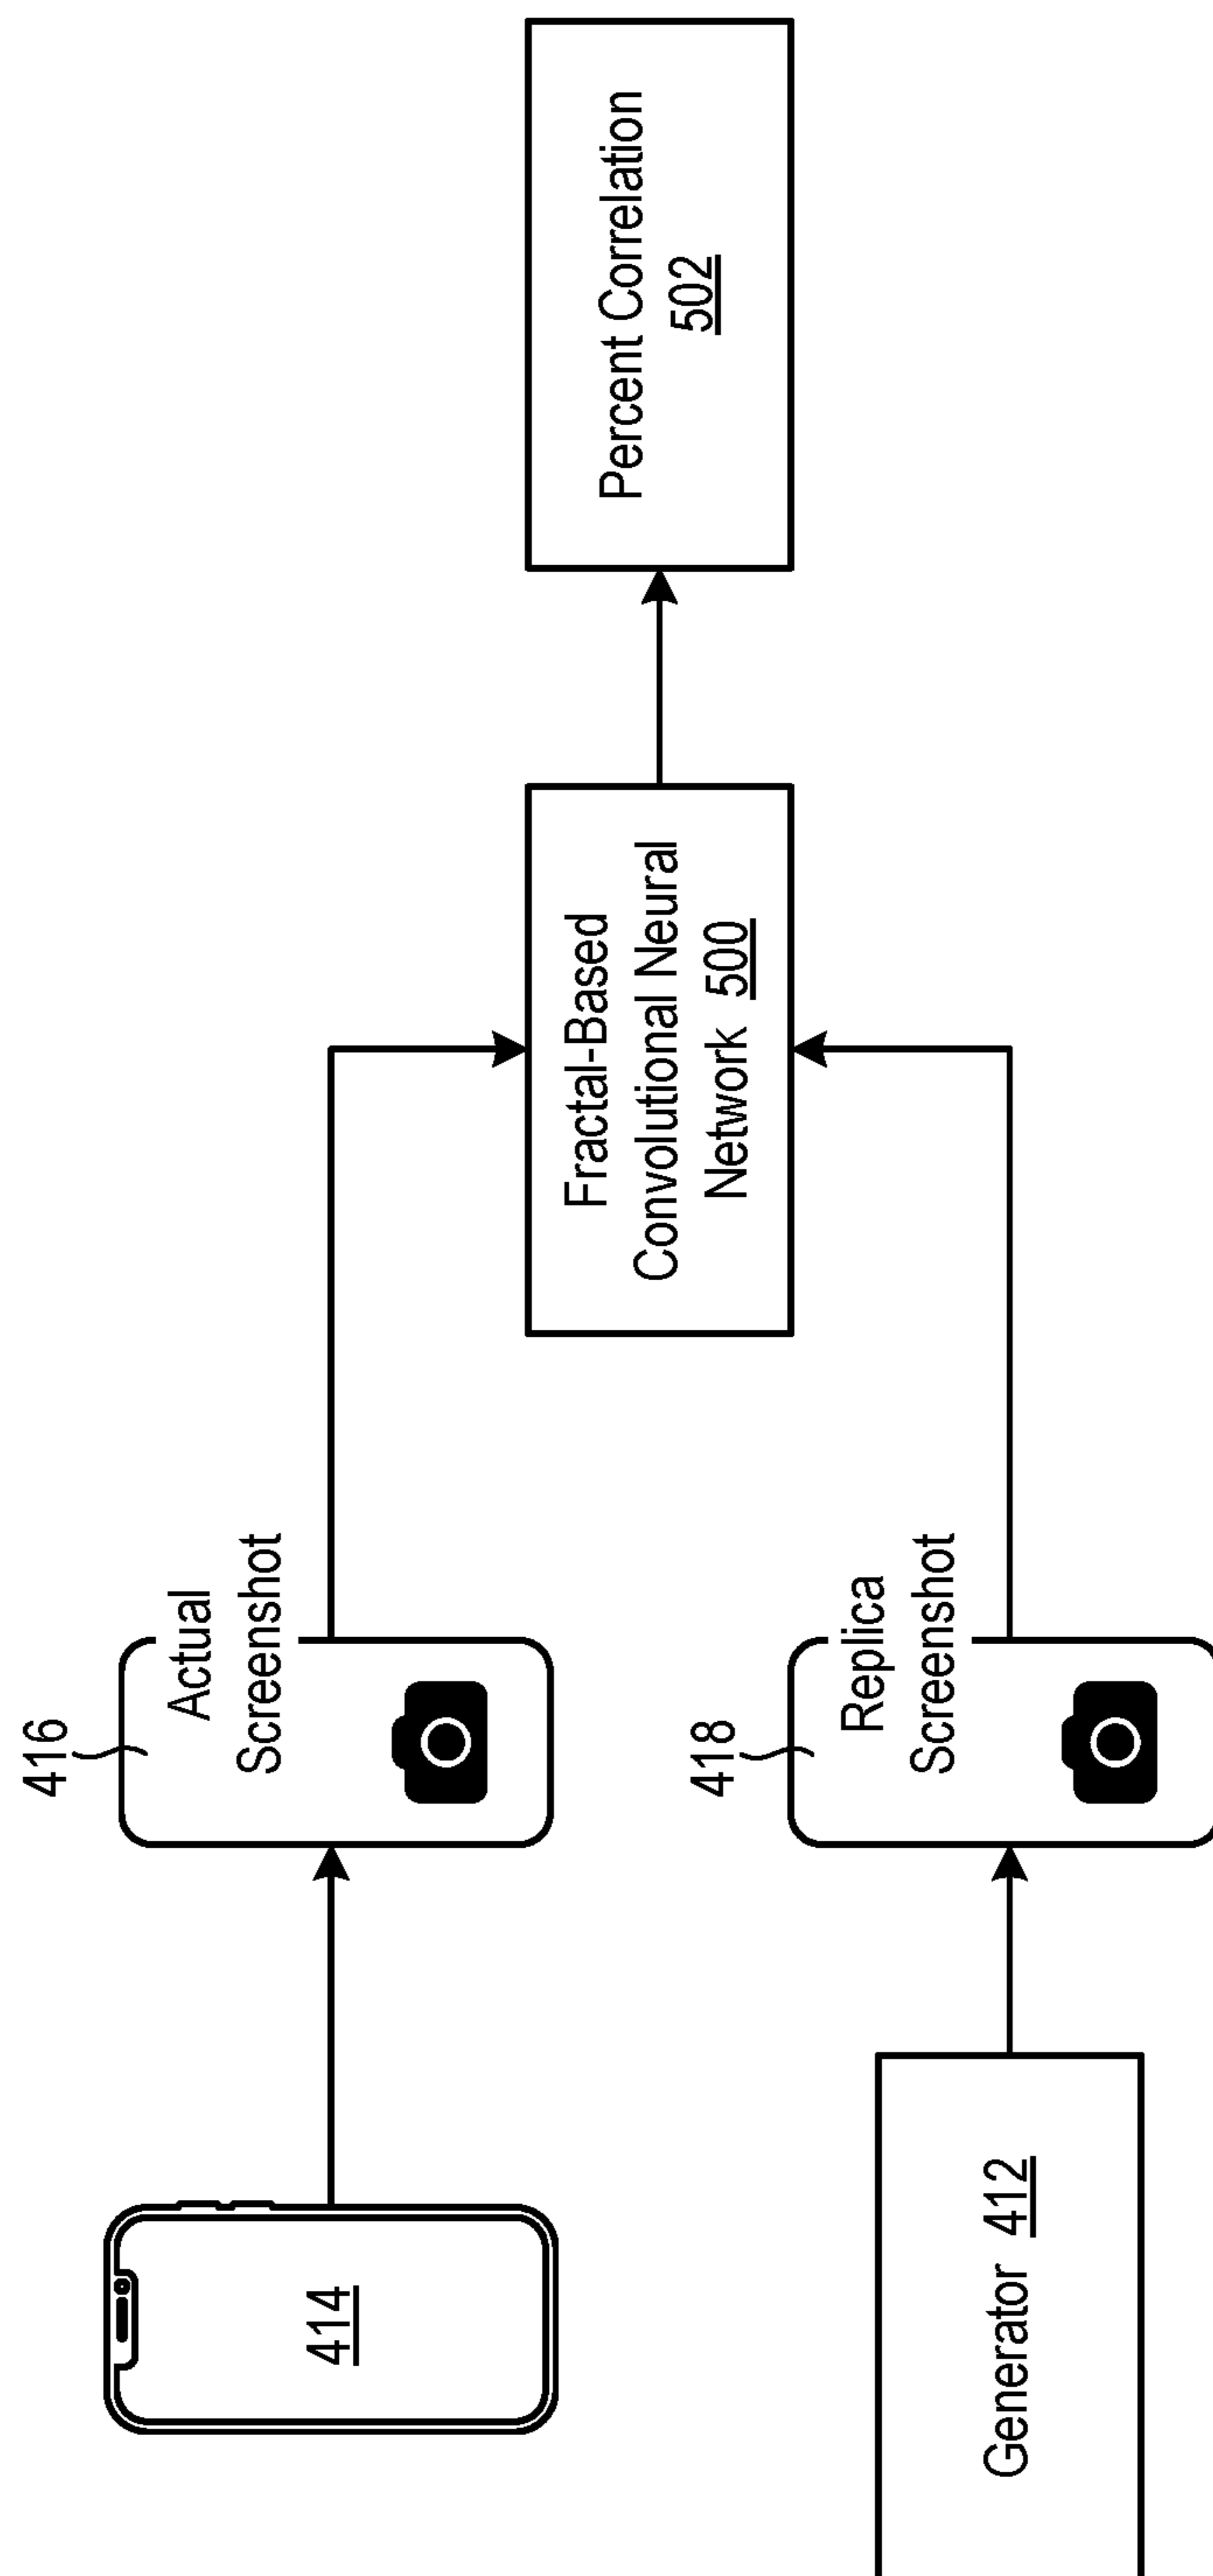 414
416
Actual
Screenshot
Generator 412
418
Replica
Screenshot
Fractal-Based
Convolutional Neural
Network 500
Percent Correlation
502